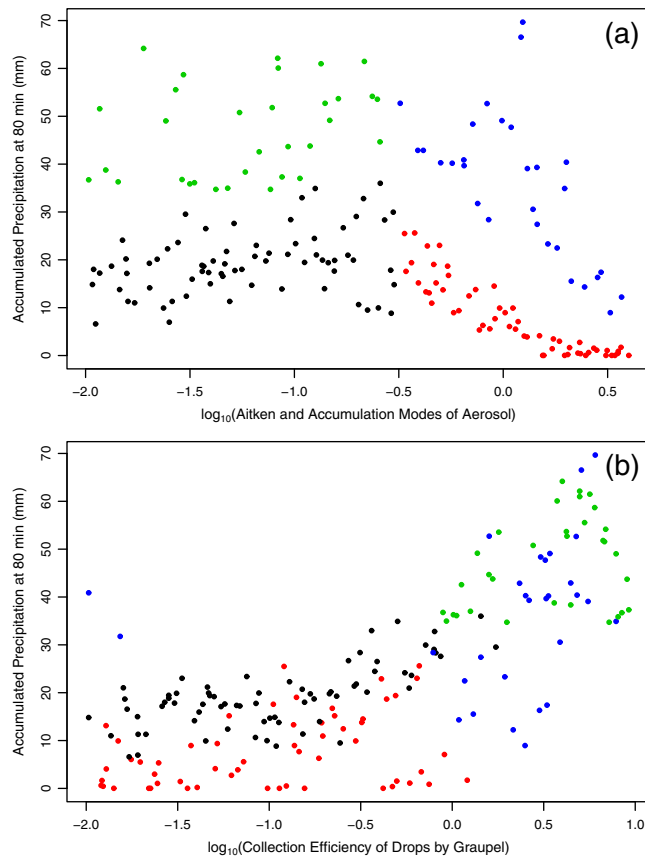 (a)
Accumulated Precipitation at 80 min (mm)
70
60
50
40
30
20
10
0
-2.0 -1.5 -1.0 -0.5 0.0 0.5
log₁₀(Aitken and Accumulation Modes of Aerosol)
(b)
Accumulated Precipitation at 80 min (mm)
70
60
50
40
30
20
10
0
-2.0 -1.5 -1.0 -0.5 0.0 0.5 1.0
log₁₀(Collection Efficiency of Drops by Graupel)